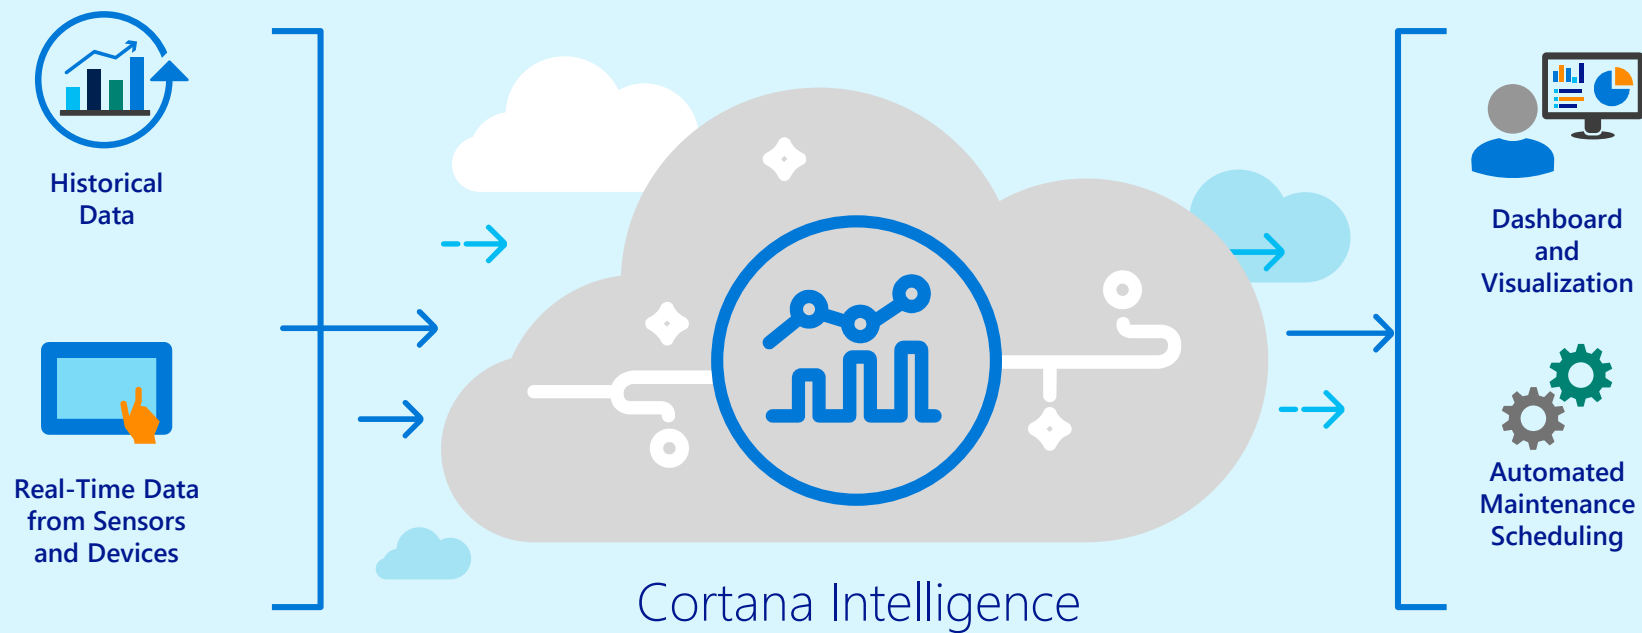 Historical
Data
Real-Time Data
from Sensors
and Devices
Cortana Intelligence
Dashboard
and
Visualization
Automated
Maintenance
Scheduling